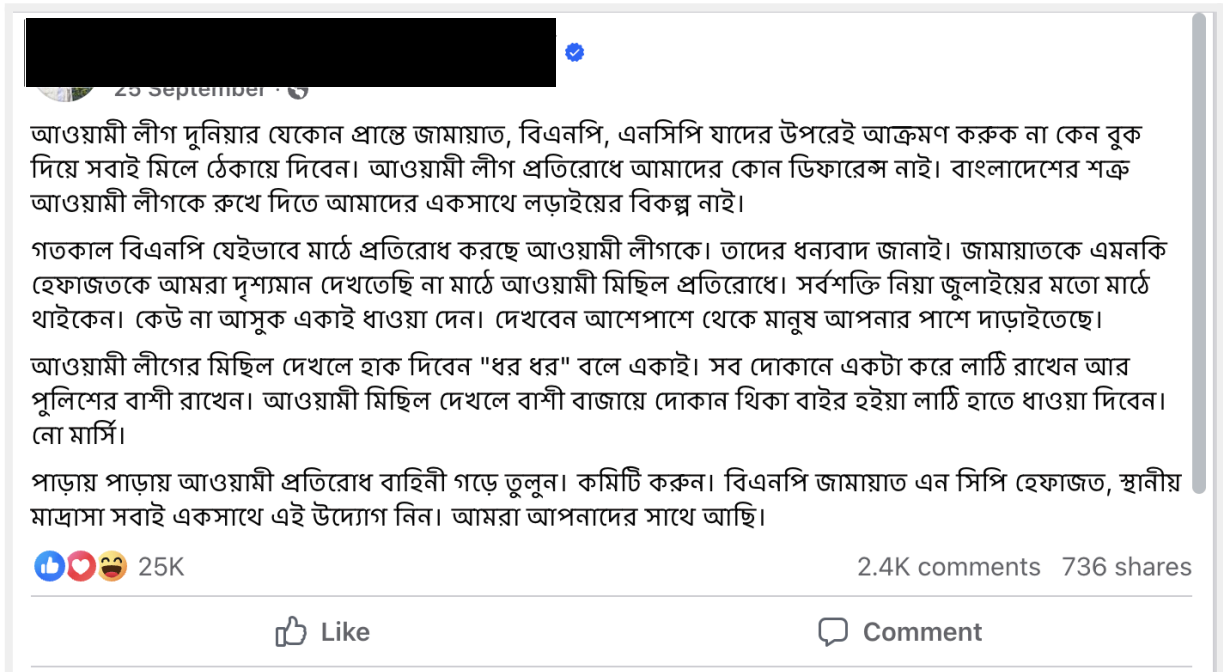 25 September ·
আওয়ামী লীগ দুনিয়ার যেকোন প্রান্তে জামায়াত, বিএনপি, এনসিপি যাদের উপরেই আক্রমণ করুক না কেন বুক
দিয়ে সবাই মিলে ঠেকায়ে দিবেন। আওয়ামী লীগ প্রতিরোধে আমাদের কোন ডিফারেন্স নাই। বাংলাদেশের শত্রু
আওয়ামী লীগকে রুখে দিতে আমাদের একসাথে লড়াইয়ের বিকল্প নাই।
গতকাল বিএনপি যেইভাবে মাঠে প্রতিরোধ করছে আওয়ামী লীগকে। তাদের ধন্যবাদ জানাই। জামায়াতকে এমনকি
হেফাজতকে আমরা দৃশ্যমান দেখতেছি না মাঠে আওয়ামী মিছিল প্রতিরোধে। সর্বশক্তি নিয়া জুলাইয়ের মতো মাঠে
থাইকেন। কেউ না আসুক একাই ধাওয়া দেন। দেখবেন আশেপাশে থেকে মানুষ আপনার পাশে দাড়াইতেছে।
আওয়ামী লীগের মিছিল দেখলে হাক দিবেন "ধর ধর" বলে একাই। সব দোকানে একটা করে লাঠি রাখেন আর
পুলিশের বাশী রাখেন। আওয়ামী মিছিল দেখলে বাশী বাজায়ে দোকান থিকা বাইর হইয়া লাঠি হাতে ধাওয়া দিবেন।
নো মার্সি।
পাড়ায় পাড়ায় আওয়ামী প্রতিরোধ বাহিনী গড়ে তুলুন। কমিটি করুন। বিএনপি জামায়াত এন সিপি হেফাজত, স্থানীয়
মাদ্রাসা সবাই একসাথে এই উদ্যোগ নিন। আমরা আপনাদের সাথে আছি।
25K 2.4K comments 736 shares
Like Comment